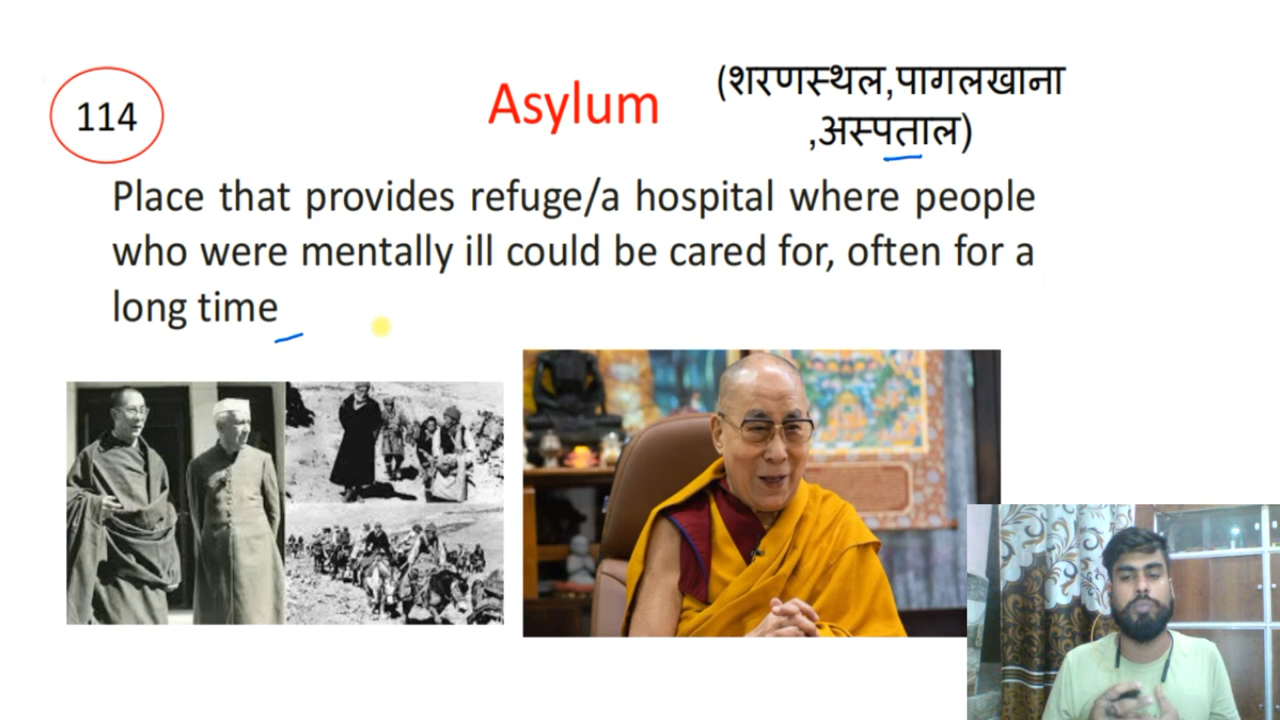 114
Asylum
(शरणस्थल,पागलखाना
,अस्पताल)
Place that provides refuge/a hospital where people
who were mentally ill could be cared for, often for a
long time